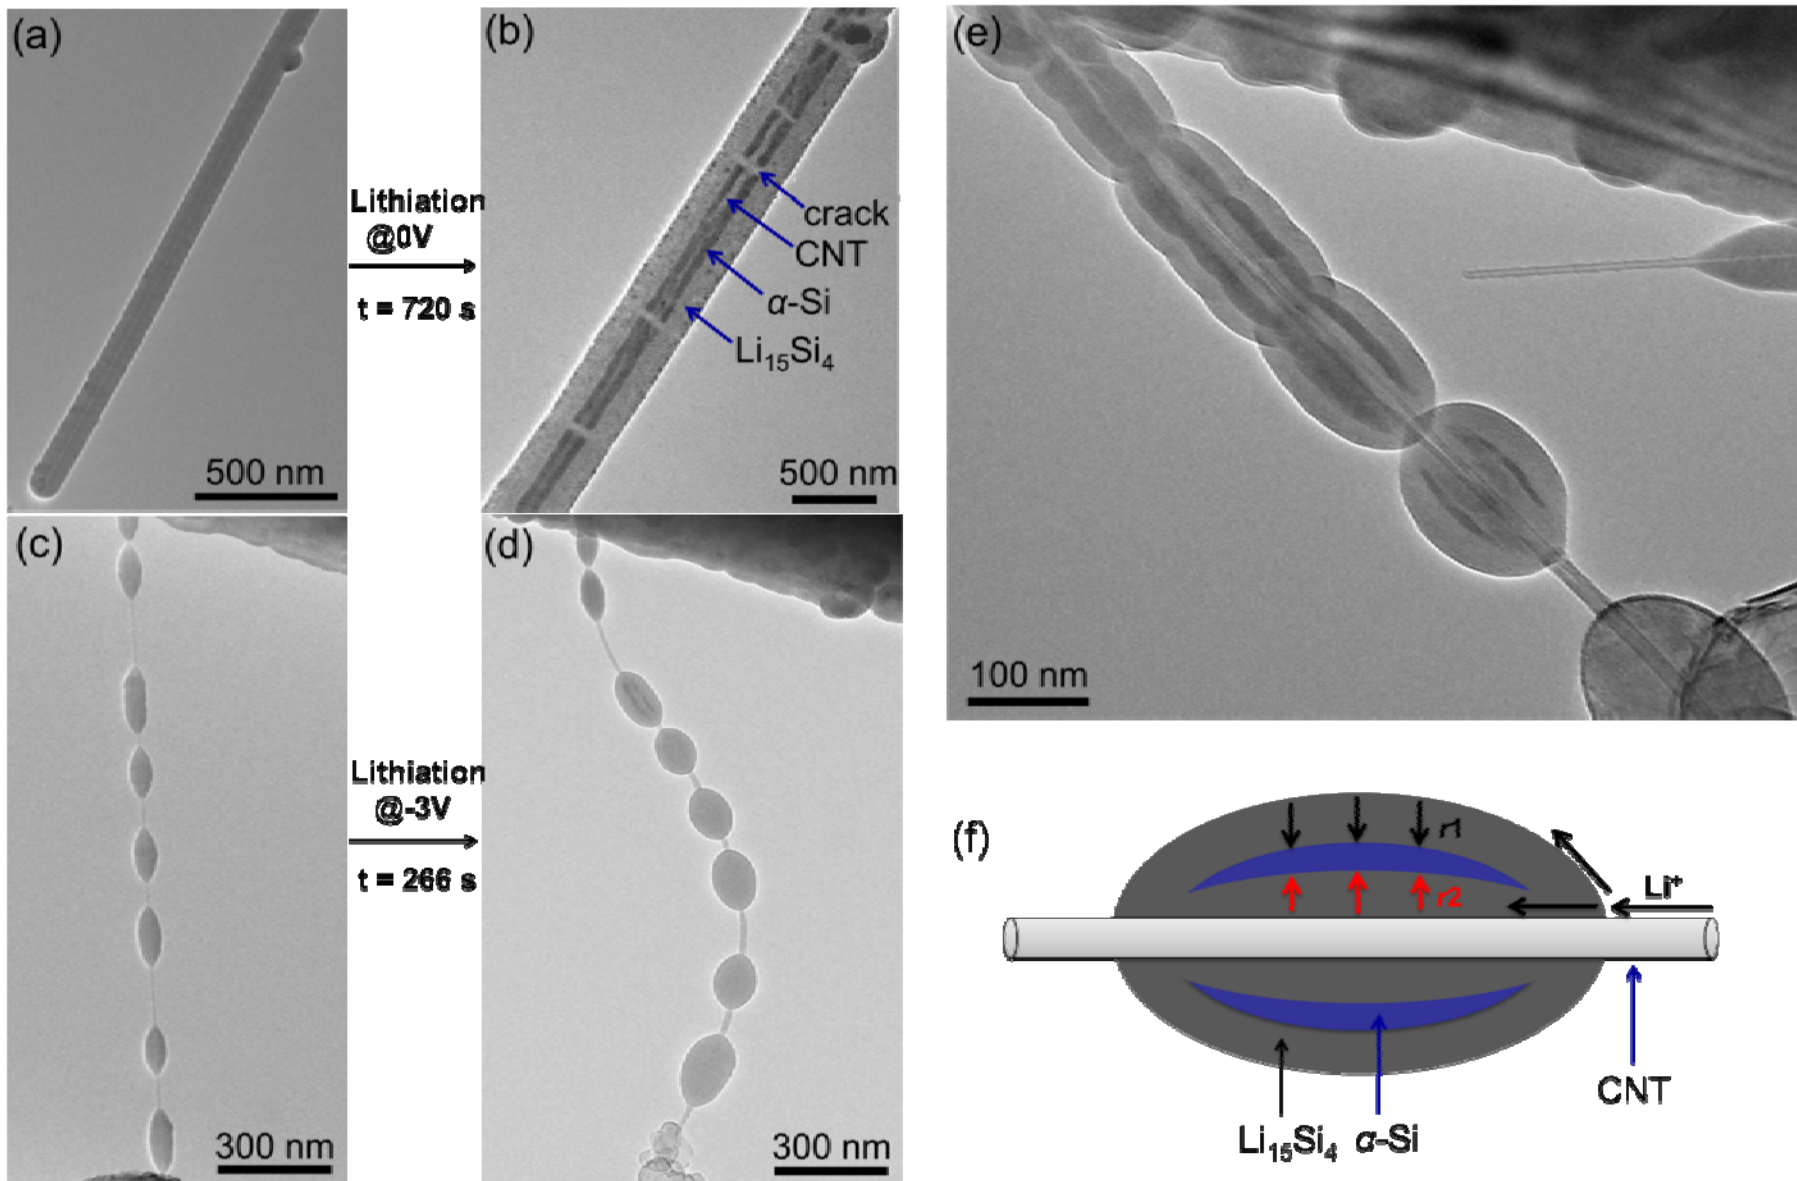 (a)
500 nm
Lithiation
@0V
t = 720 s
(b)
crack
CNT
α-Si
Li₁₅Si₄
500 nm
(c)
300 nm
Lithiation
@-3V
t = 266 s
(d)
300 nm
(e)
100 nm
(f)
r1
r2
Li⁺
CNT
Li₁₅Si₄ α-Si